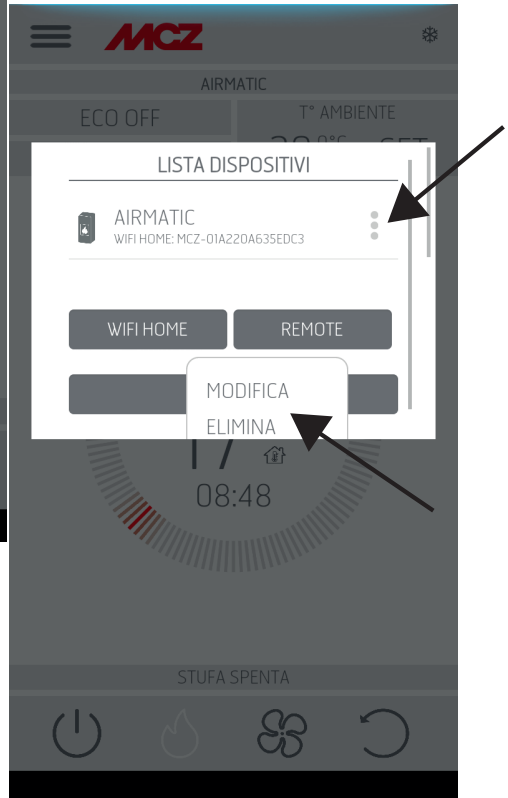 MCZ
AIRMATIC
ECO OFF
T° AMBIENTE
LISTA DISPOSITIVI
AIRMATIC
WIFI HOME: MCZ-01A220A635EDC3
WIFI HOME
REMOTE
MODIFICA
ELIMINA
17
08:48
STUFA SPENTA